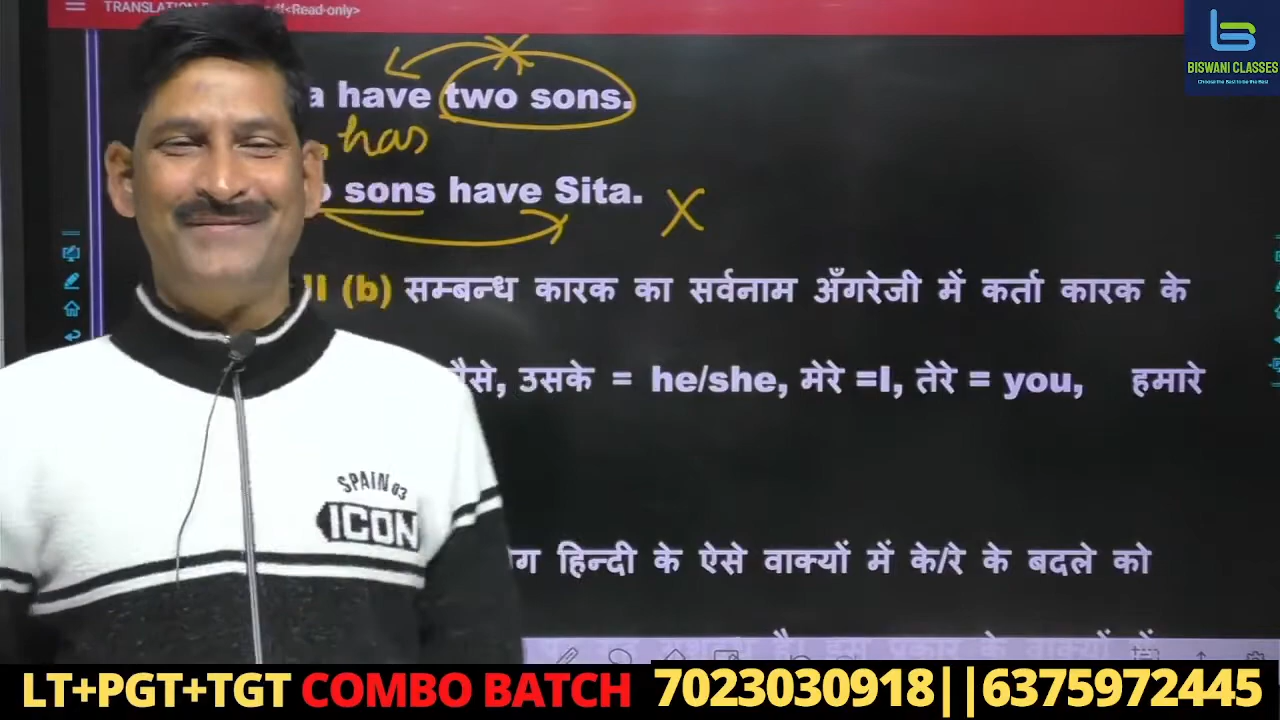 TRANSLATION <Read-only>
BISWANI CLASSES
a have two sons.
has
sons have Sita. X
II (b) सम्बन्ध कारक का सर्वनाम अँगरेजी में कर्ता कारक के
उसके = he/she, मेरे =I, तेरे = you, हमारे
SPAIN 03
ICON
हिन्दी के ऐसे वाक्यों में के/रे के बदले को
LT+PGT+TGT COMBO BATCH 7023030918||6375972445